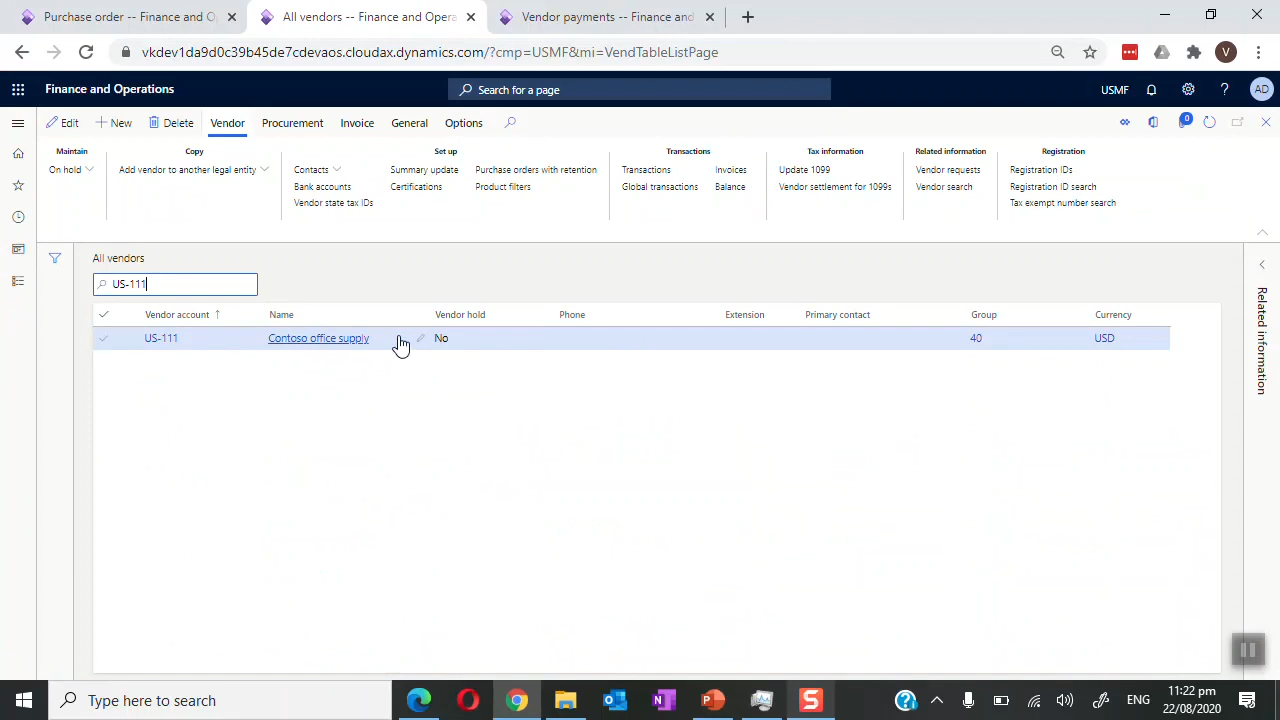 Purchase order -- Finance and O
All vendors -- Finance and Opera
Vendor payments -- Finance and
vkdev1da9d0c39b45de7cdevaos.cloudax.dynamics.com/?cmp=USMF&mi=VendTableListPage
V
Finance and Operations
Search for a page
USMF
AD
Edit
New
Delete
Vendor
Procurement
Invoice
General
Options
0
Maintain
On hold
Copy
Add vendor to another legal entity
Set up
Contacts
Bank accounts
Vendor state tax IDs
Summary update
Certifications
Purchase orders with retention
Product filters
Transactions
Transactions
Global transactions
Invoices
Balance
Tax information
Update 1099
Vendor settlement for 1099s
Related information
Vendor requests
Vendor search
Registration
Registration IDs
Registration ID search
Tax exempt number search
All vendors
US-111
Vendor account
Name
Vendor hold
Phone
Extension
Primary contact
Group
Currency
US-111
Contoso office supply
No
40
USD
Related information
Type here to search
ENG
11:22 pm
22/08/2020